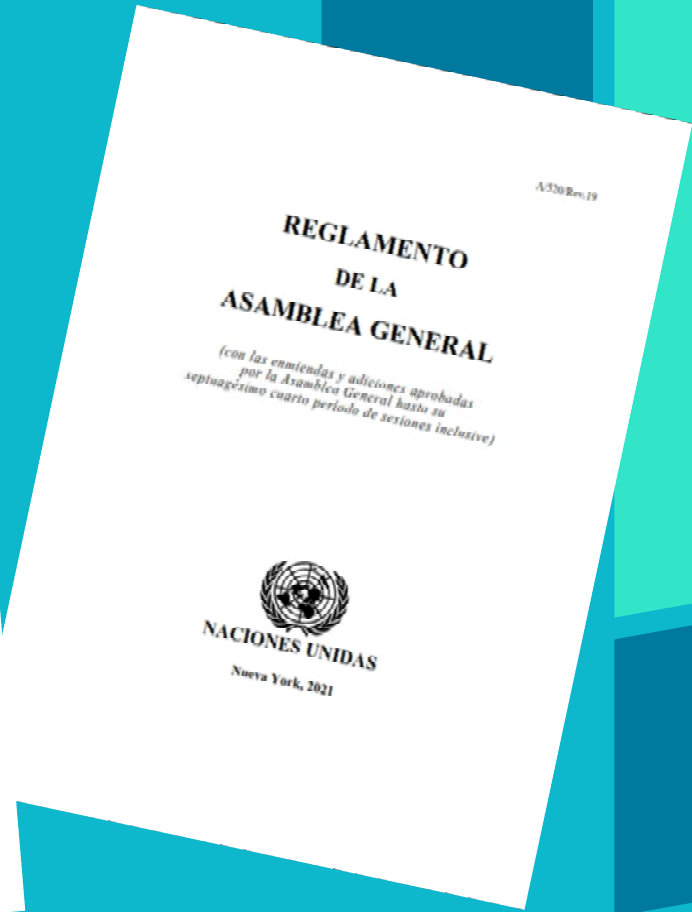 A/520/Rev.19
REGLAMENTO
DE LA
ASAMBLEA GENERAL
(con las enmiendas y adiciones aprobadas
por la Asamblea General hasta su
septuagésimo cuarto período de sesiones inclusive)
NACIONES UNIDAS
Nueva York, 2021